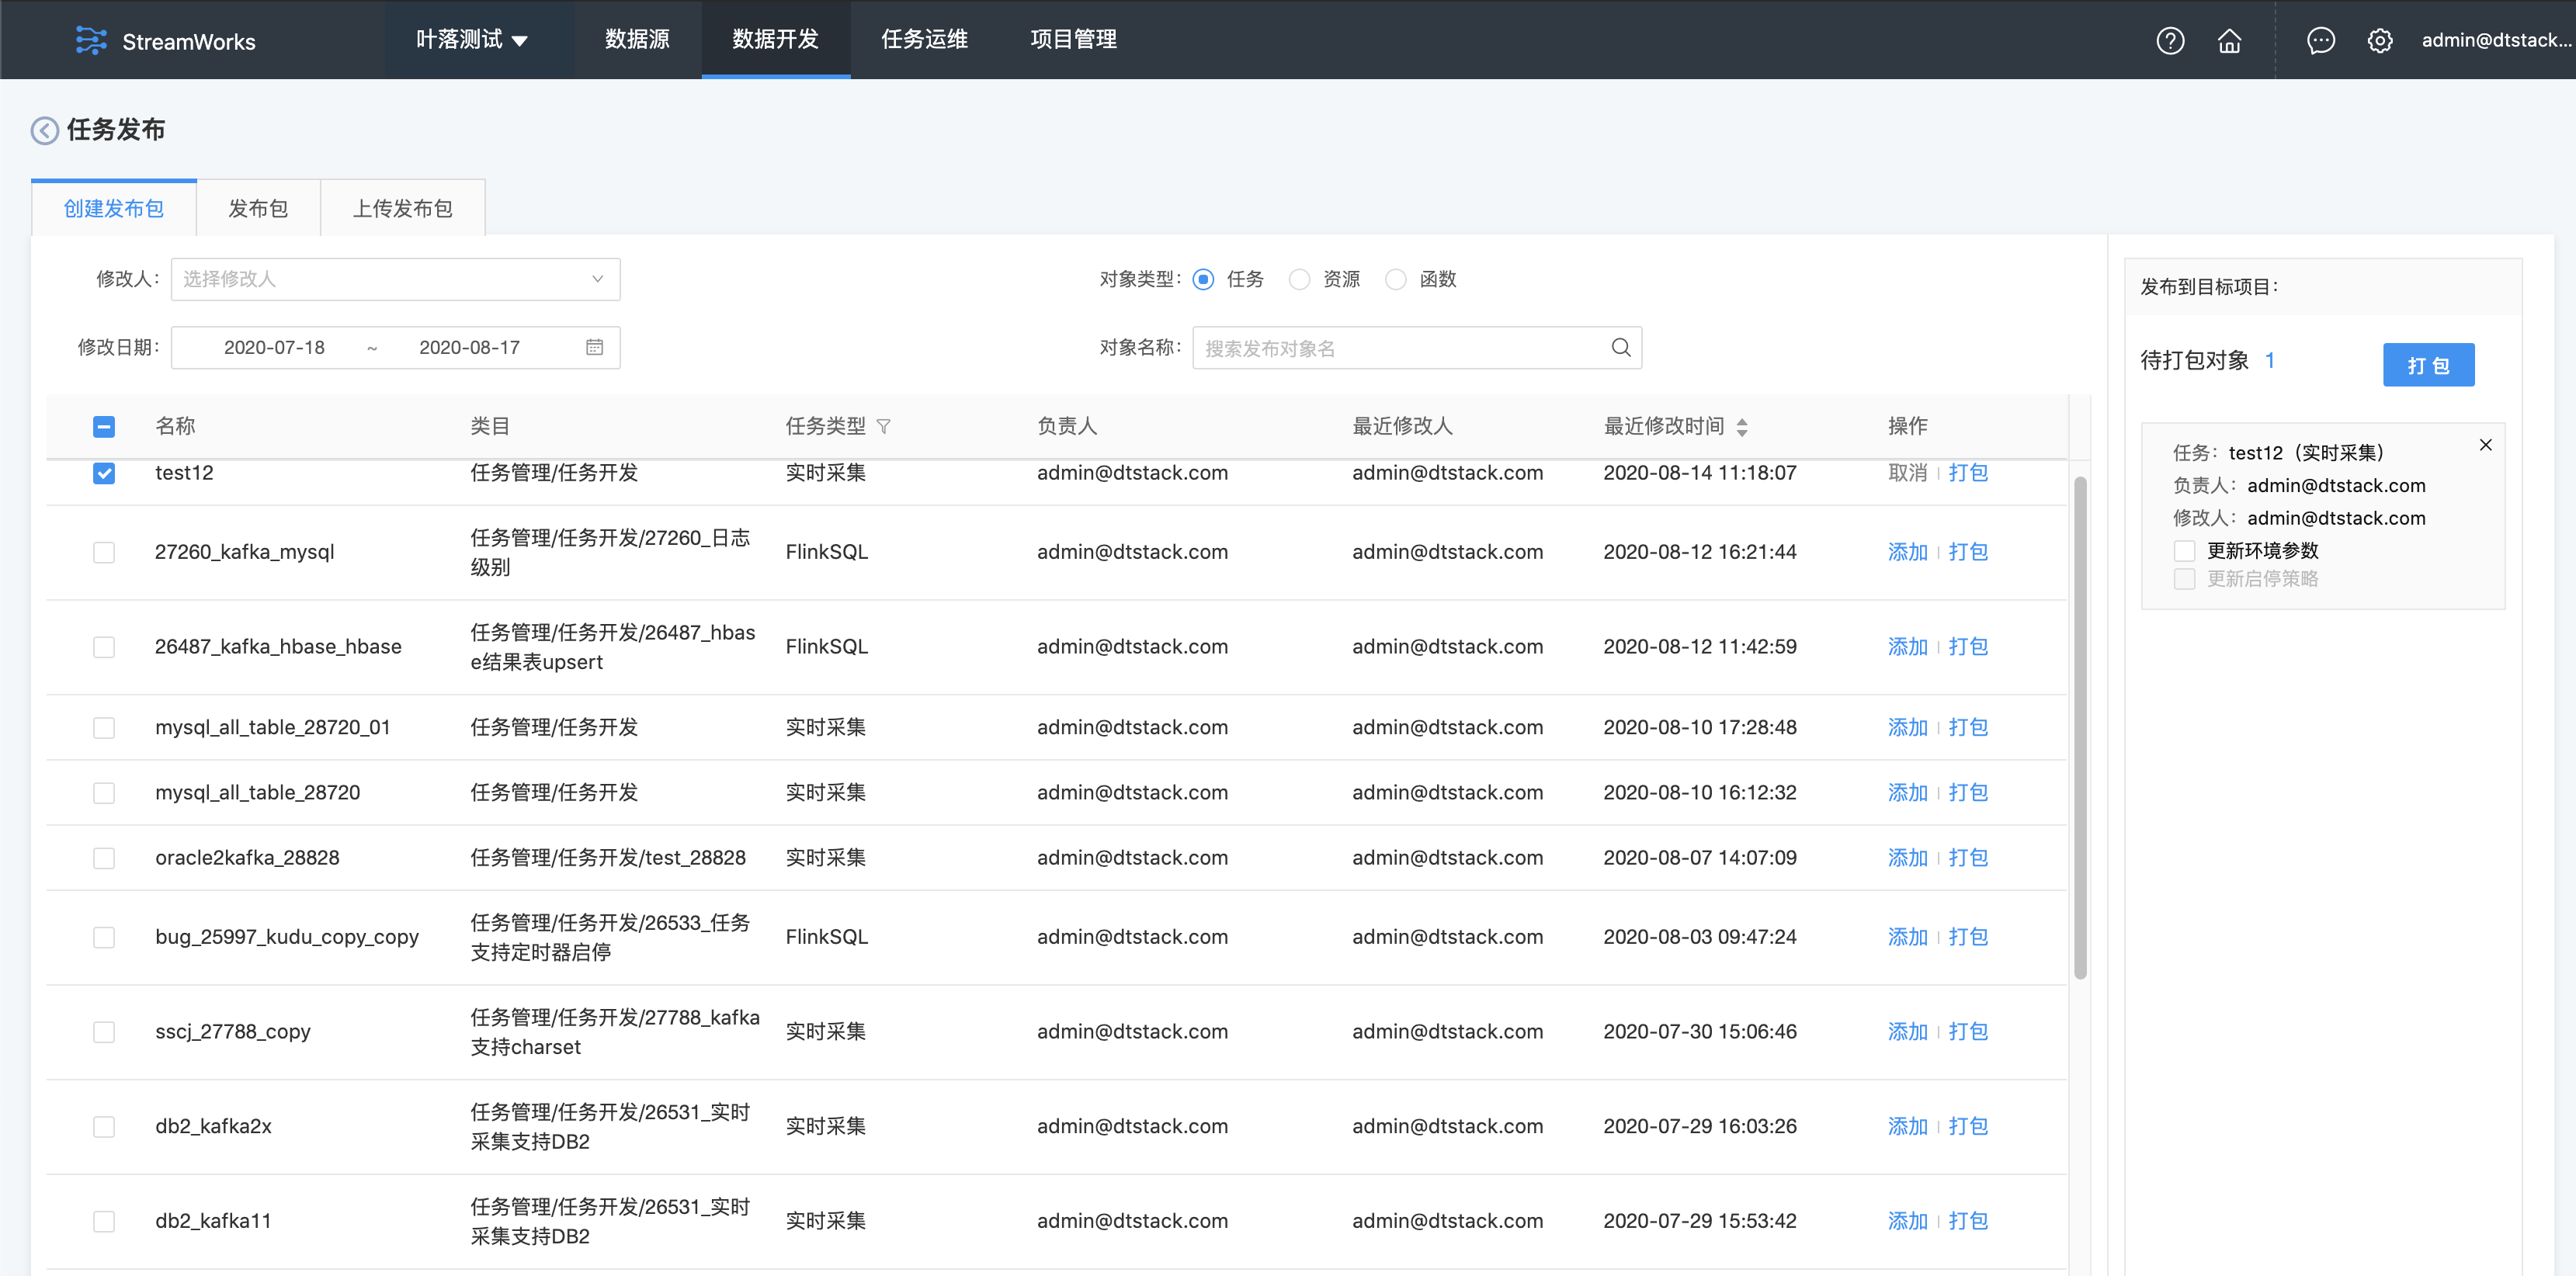 StreamWorks 叶落测试 数据源 数据开发 任务运维 项目管理 admin@dtstack...
任务发布
创建发布包 发布包 上传发布包
修改人: 选择修改人 对象类型: 任务 资源 函数
修改日期: 2020-07-18 ~ 2020-08-17 对象名称: 搜索发布对象名
名称 类目 任务类型 负责人 最近修改人 最近修改时间 操作
test12 任务管理/任务开发 实时采集 admin@dtstack.com admin@dtstack.com 2020-08-14 11:18:07 取消 打包
27260_kafka_mysql 任务管理/任务开发/27260_日志 FlinkSQL admin@dtstack.com admin@dtstack.com 2020-08-12 16:21:44 添加 打包
级别
26487_kafka_hbase_hbase 任务管理/任务开发/26487_hbas FlinkSQL admin@dtstack.com admin@dtstack.com 2020-08-12 11:42:59 添加 打包
e结果表upsert
mysql_all_table_28720_01 任务管理/任务开发 实时采集 admin@dtstack.com admin@dtstack.com 2020-08-10 17:28:48 添加 打包
mysql_all_table_28720 任务管理/任务开发 实时采集 admin@dtstack.com admin@dtstack.com 2020-08-10 16:12:32 添加 打包
oracle2kafka_28828 任务管理/任务开发/test_28828 实时采集 admin@dtstack.com admin@dtstack.com 2020-08-07 14:07:09 添加 打包
bug_25997_kudu_copy_copy 任务管理/任务开发/26533_任务 FlinkSQL admin@dtstack.com admin@dtstack.com 2020-08-03 09:47:24 添加 打包
支持定时器启停
sscj_27788_copy 任务管理/任务开发/27788_kafka 实时采集 admin@dtstack.com admin@dtstack.com 2020-07-30 15:06:46 添加 打包
支持charset
db2_kafka2x 任务管理/任务开发/26531_实时 实时采集 admin@dtstack.com admin@dtstack.com 2020-07-29 16:03:26 添加 打包
采集支持DB2
db2_kafka11 任务管理/任务开发/26531_实时 实时采集 admin@dtstack.com admin@dtstack.com 2020-07-29 15:53:42 添加 打包
采集支持DB2
发布到目标项目:
待打包对象 1 打 包
任务: test12（实时采集）
负责人: admin@dtstack.com
修改人: admin@dtstack.com
更新环境参数
更新启停策略